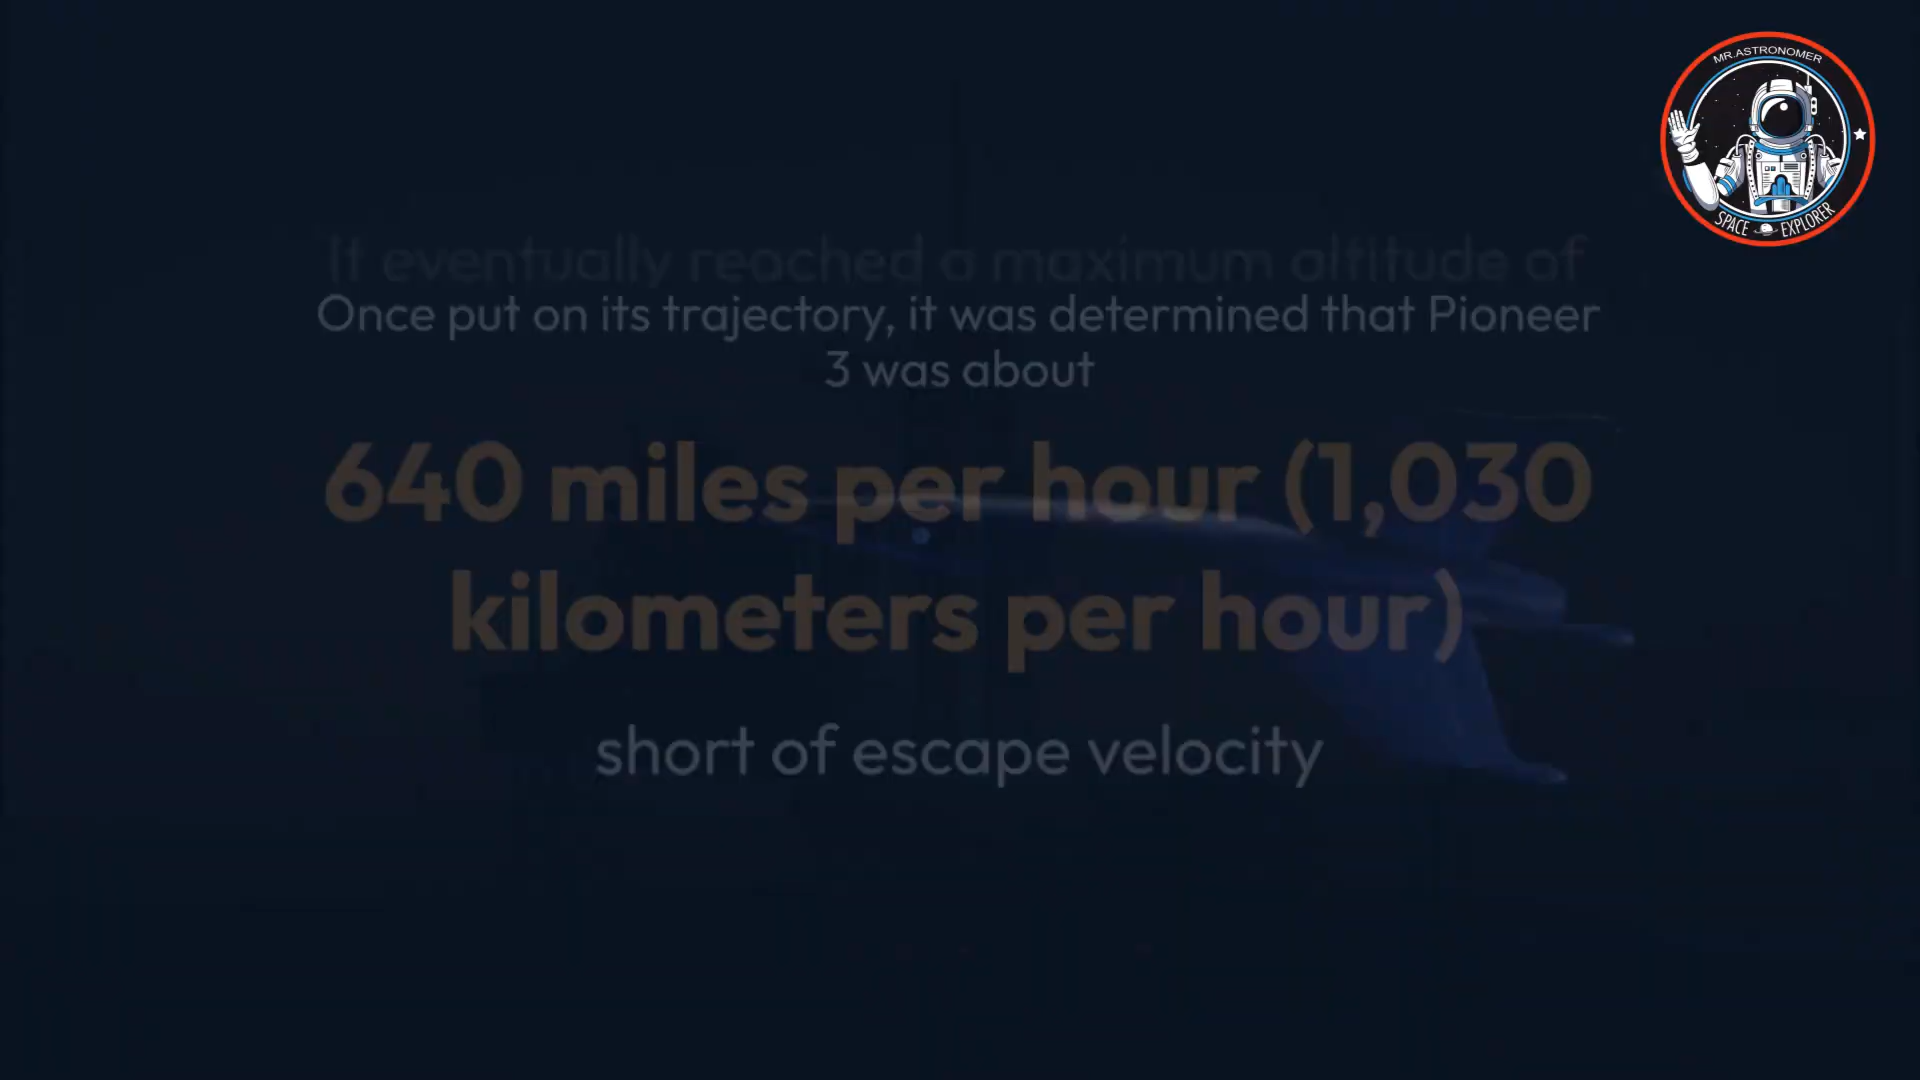 MR.ASTRONOMER
SPACE EXPLORER
It eventually reached a maximum altitude of
Once put on its trajectory, it was determined that Pioneer
3 was about
640 miles per hour (1,030
kilometers per hour)
short of escape velocity